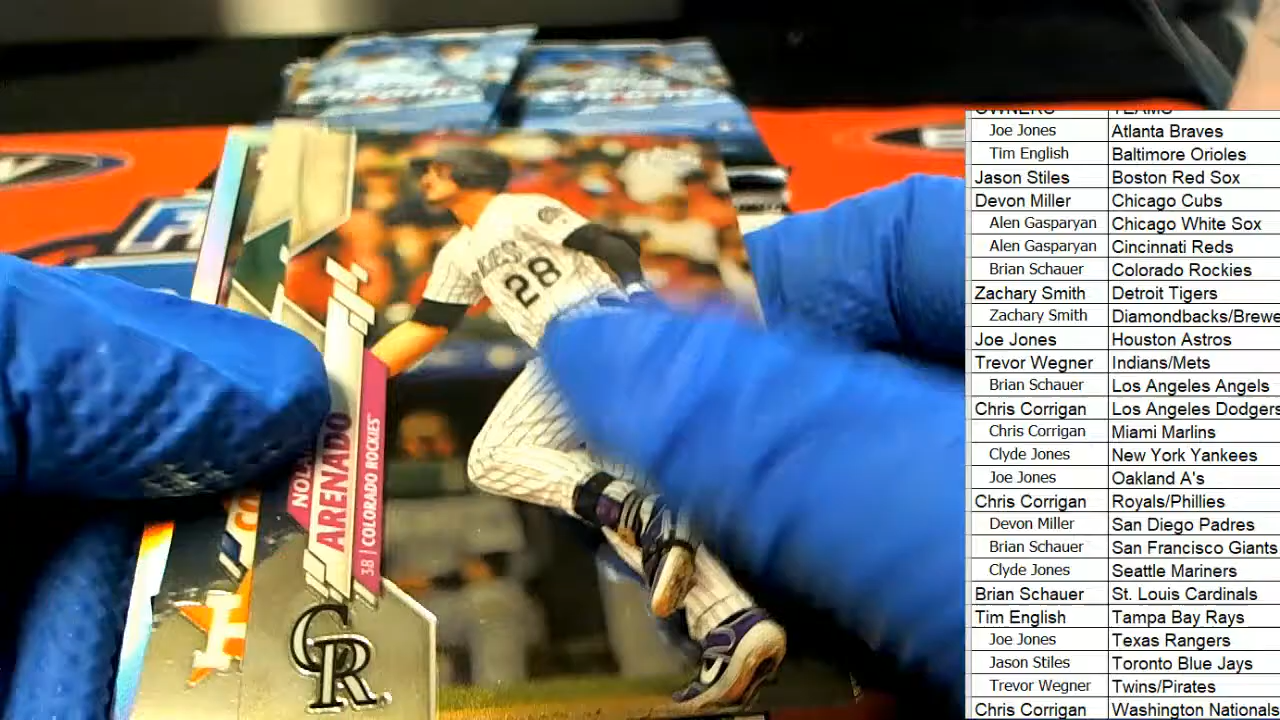 28
NOLA
ARENADO
3B | COLORADO ROCKIES
CR
H
OWNERS TEAMS
Joe Jones Atlanta Braves
Tim English Baltimore Orioles
Jason Stiles Boston Red Sox
Devon Miller Chicago Cubs
Alen Gasparyan Chicago White Sox
Alen Gasparyan Cincinnati Reds
Brian Schauer Colorado Rockies
Zachary Smith Detroit Tigers
Zachary Smith Diamondbacks/Brewe
Joe Jones Houston Astros
Trevor Wegner Indians/Mets
Brian Schauer Los Angeles Angels
Chris Corrigan Los Angeles Dodgers
Chris Corrigan Miami Marlins
Clyde Jones New York Yankees
Joe Jones Oakland A's
Chris Corrigan Royals/Phillies
Devon Miller San Diego Padres
Brian Schauer San Francisco Giants
Clyde Jones Seattle Mariners
Brian Schauer St. Louis Cardinals
Tim English Tampa Bay Rays
Joe Jones Texas Rangers
Jason Stiles Toronto Blue Jays
Trevor Wegner Twins/Pirates
Chris Corrigan Washington Nationals